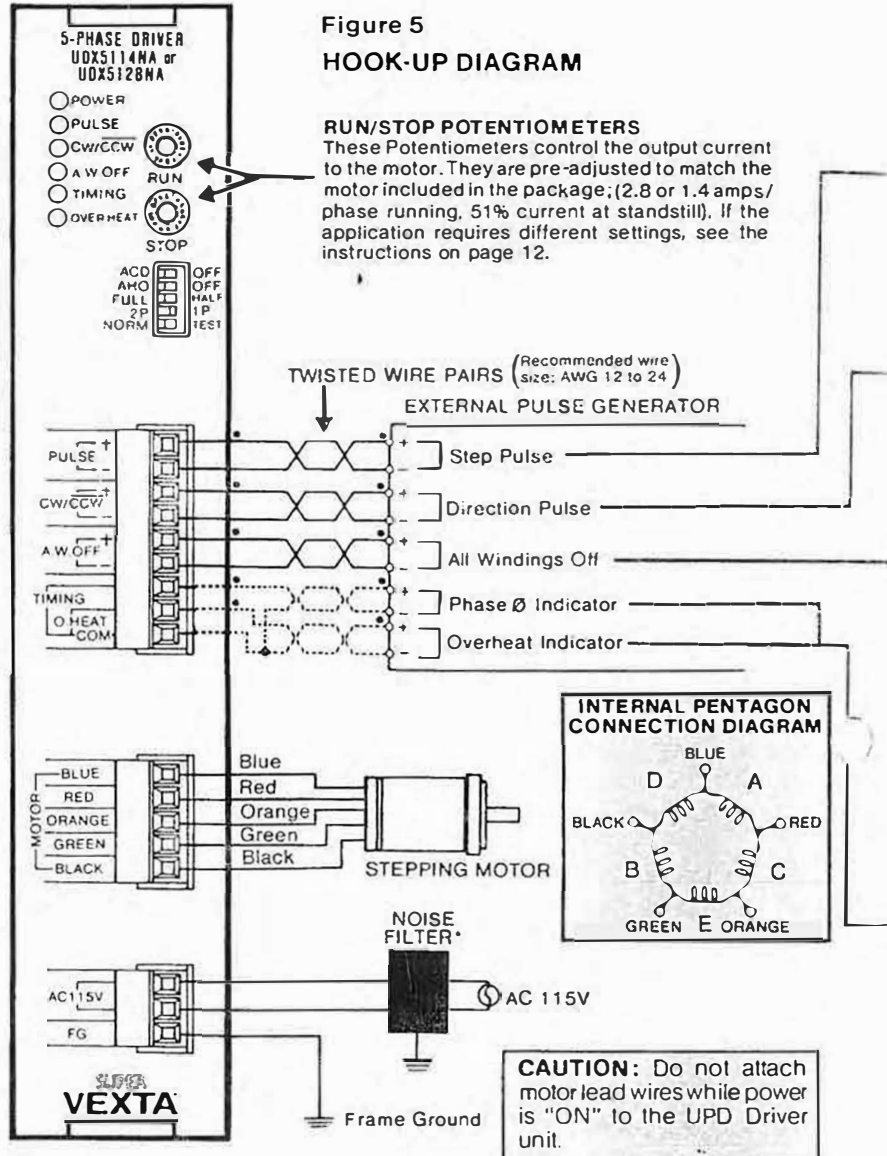 Figure 5
HOOK-UP DIAGRAM
5-PHASE DRIVER
UDX5114NA or
UDX5128NA
POWER
PULSE
CW/CCW
A.W.OFF
TIMING
OVERHEAT
RUN
STOP
RUN/STOP POTENTIOMETERS
These Potentiometers control the output current
to the motor. They are pre-adjusted to match the
motor included in the package; (2.8 or 1.4 amps/
phase running, 51% current at standstill). If the
application requires different settings, see the
instructions on page 12.
ACD OFF
AHO OFF
FULL HALF
2P 1P
NORM TEST
TWISTED WIRE PAIRS (Recommended wire
size: AWG 12 to 24)
EXTERNAL PULSE GENERATOR
PULSE + -
CW/CCW + -
A.W.OFF + -
TIMING
O.HEAT
COM
+ - Step Pulse
+ - Direction Pulse
+ - All Windings Off
+ - Phase Ø Indicator
+ - Overheat Indicator
INTERNAL PENTAGON
CONNECTION DIAGRAM
BLUE
D A
BLACK RED
B C
GREEN E ORANGE
MOTOR
BLUE
RED
ORANGE
GREEN
BLACK
Blue
Red
Orange
Green
Black
STEPPING MOTOR
NOISE
FILTER*
AC115V
FG
AC 115V
Frame Ground
SUPER
VEXTA
CAUTION: Do not attach
motor lead wires while power
is "ON" to the UPD Driver
unit.